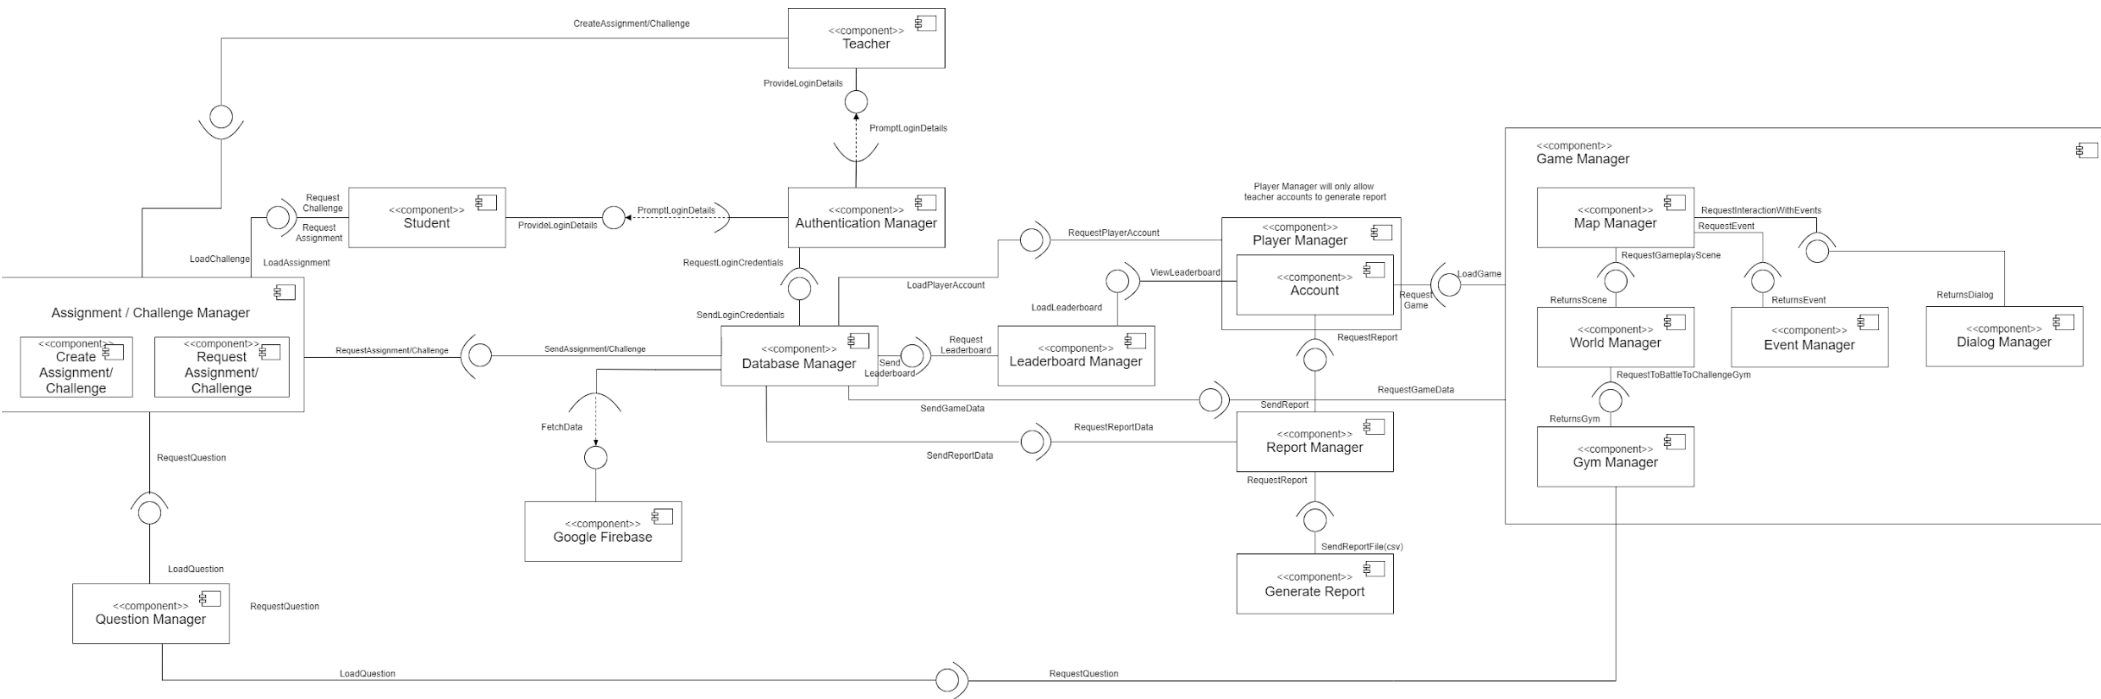 CreateAssignment/Challenge
<<component>>
Teacher
ProvideLoginDetails
PromptLoginDetails
<<component>>
Game Manager
Request
Challenge
Request
Assignment
<<component>>
Student
ProvideLoginDetails
PromptLoginDetails
<<component>>
Authentication Manager
Player Manager will only allow
teacher accounts to generate report
RequestPlayerAccount
<<component>>
Player Manager
<<component>>
Map Manager
RequestInteractionWithEvents
RequestEvent
LoadChallenge
LoadAssignment
RequestLoginCredentials
LoadPlayerAccount
ViewLeaderboard
<<component>>
Account
Request
Game
LoadGame
RequestGameplayScene
ReturnsScene
ReturnsEvent
ReturnsDialog
Assignment / Challenge Manager
SendLoginCredentials
LoadLeaderboard
RequestReport
<<component>>
Create
Assignment/
Challenge
<<component>>
Request
Assignment/
Challenge
RequestAssignment/Challenge
SendAssignment/Challenge
<<component>>
Database Manager
Send
Leaderboard
Request
Leaderboard
<<component>>
Leaderboard Manager
<<component>>
World Manager
<<component>>
Event Manager
<<component>>
Dialog Manager
RequestToBattleToChallengeGym
ReturnsGym
SendGameData
SendReport
RequestGameData
FetchData
SendReportData
RequestReportData
<<component>>
Report Manager
<<component>>
Gym Manager
RequestQuestion
RequestReport
<<component>>
Google Firebase
SendReportFile(csv)
LoadQuestion
<<component>>
Generate Report
<<component>>
Question Manager
RequestQuestion
LoadQuestion
RequestQuestion